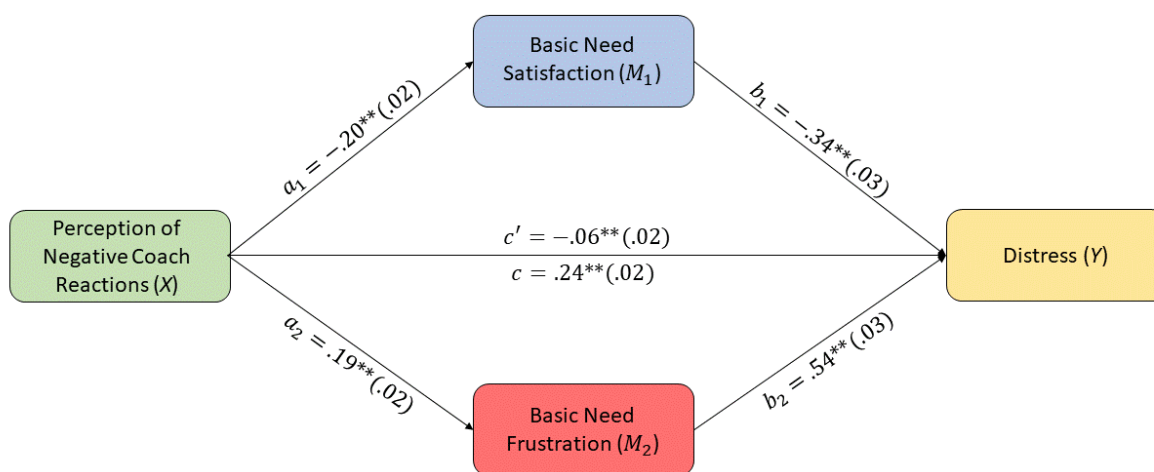 Basic Need
Satisfaction (M₁)
a₁ = −.20**(.02)
b₁ = −.34**(.03)
Perception of
Negative Coach
Reactions (X)
c′ = −.06**(.02)
c = .24**(.02)
Distress (Y)
a₂ = .19**(.02)
b₂ = .54**(.03)
Basic Need
Frustration (M₂)